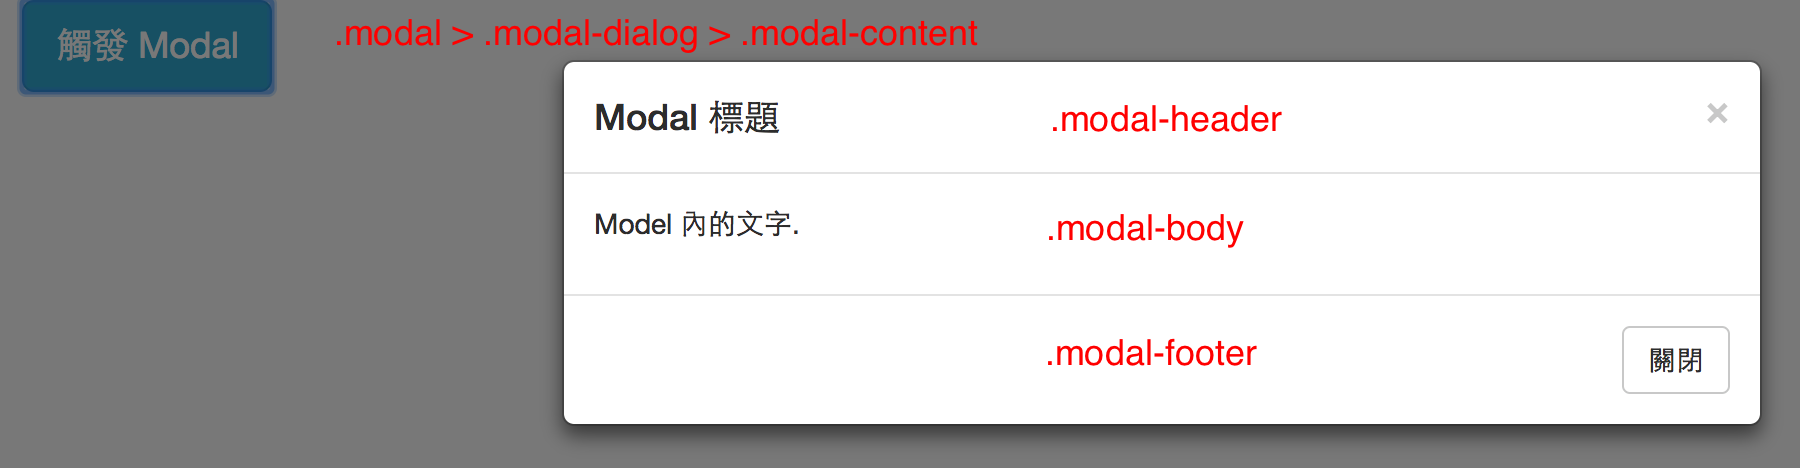 觸發 Modal
.modal > .modal-dialog > .modal-content
Modal 標題 .modal-header ×
Model 內的文字. .modal-body
.modal-footer 關閉